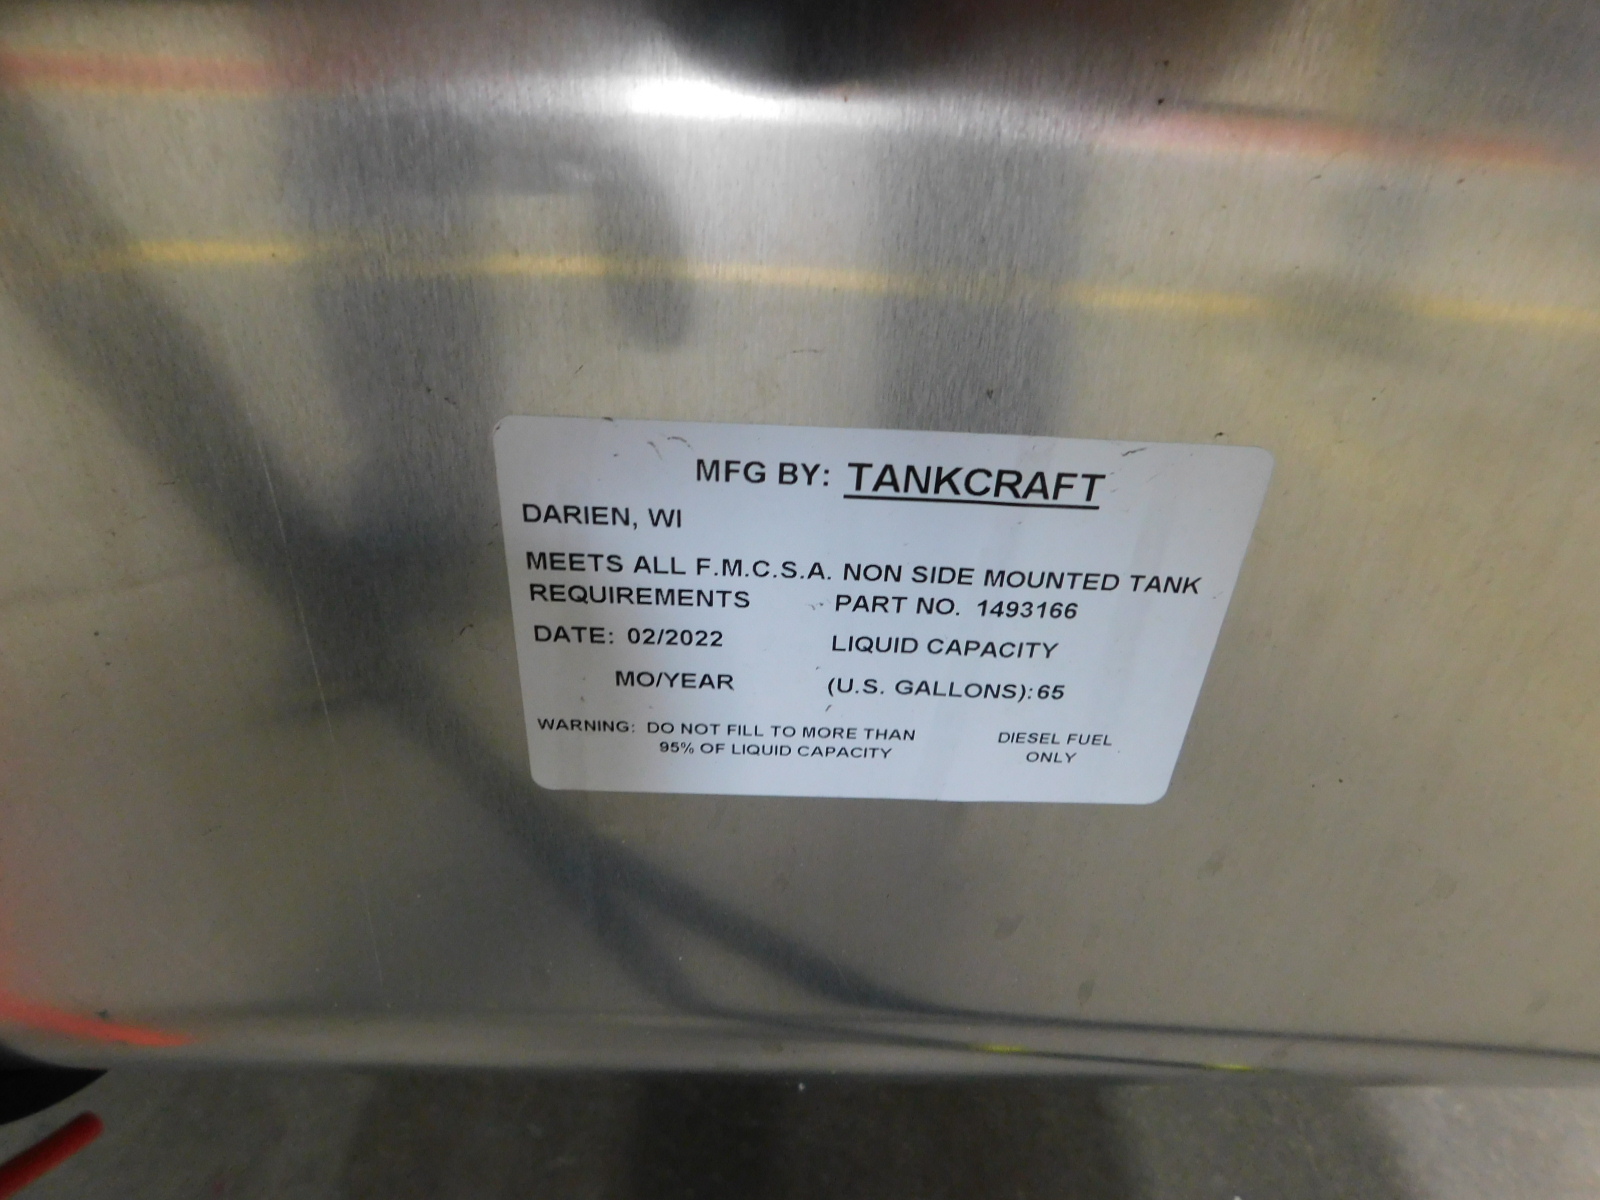 MFG BY: TANKCRAFT
DARIEN, WI
MEETS ALL F.M.C.S.A. NON SIDE MOUNTED TANK
REQUIREMENTS PART NO. 1493166
DATE: 02/2022 LIQUID CAPACITY
MO/YEAR (U.S. GALLONS): 65
WARNING: DO NOT FILL TO MORE THAN DIESEL FUEL
95% OF LIQUID CAPACITY ONLY